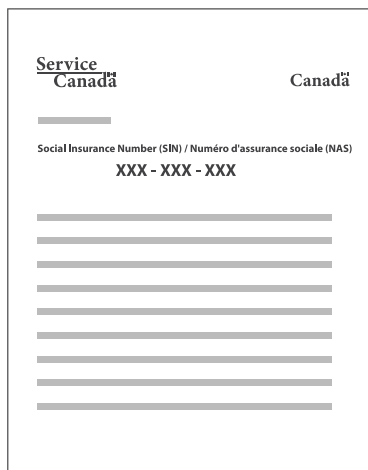 Service
Canada
Canada
Social Insurance Number (SIN) / Numéro d'assurance sociale (NAS)
XXX - XXX - XXX